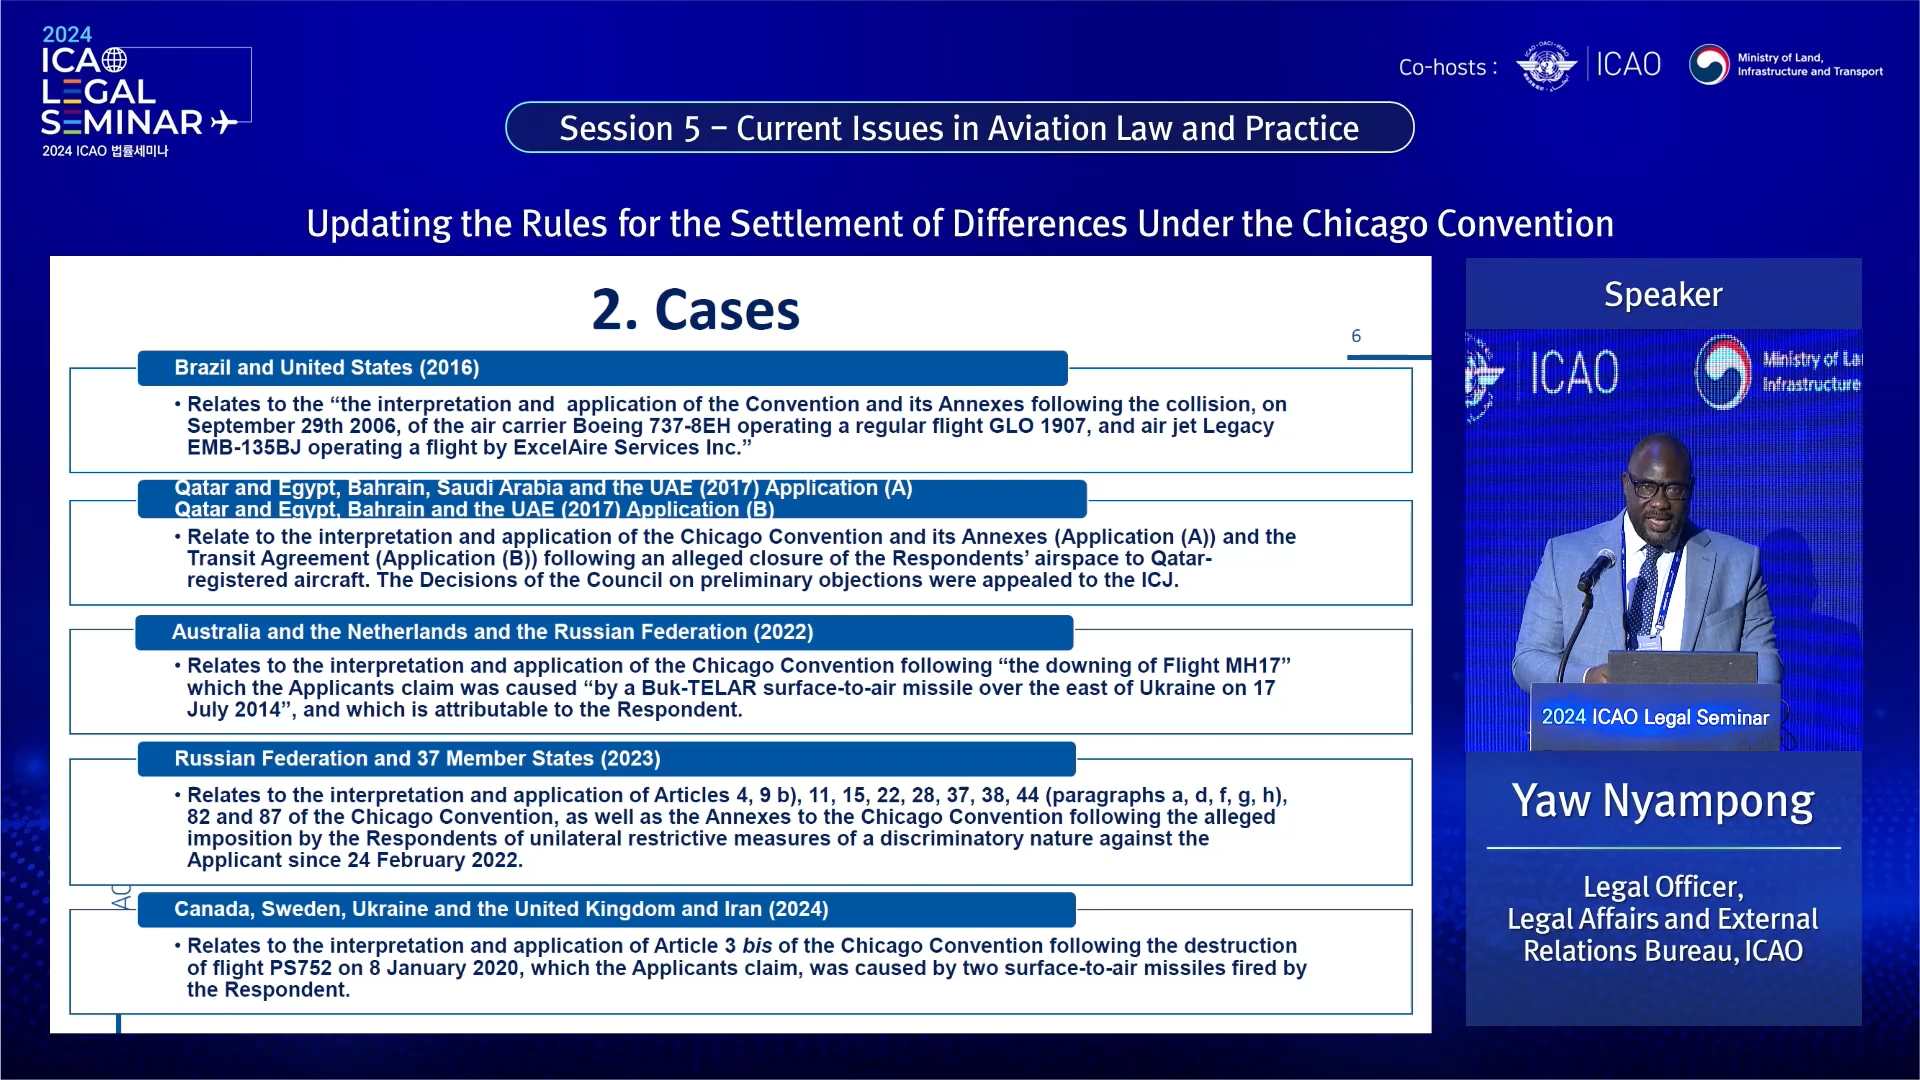 2024
ICAO
LEGAL
SEMINAR
2024 ICAO 법률세미나
Co-hosts :
ICAO
Ministry of Land,
Infrastructure and Transport
Session 5 – Current Issues in Aviation Law and Practice
Updating the Rules for the Settlement of Differences Under the Chicago Convention
2. Cases
6
Brazil and United States (2016)
• Relates to the “the interpretation and application of the Convention and its Annexes following the collision, on
September 29th 2006, of the air carrier Boeing 737-8EH operating a regular flight GLO 1907, and air jet Legacy
EMB-135BJ operating a flight by ExcelAire Services Inc.”
Qatar and Egypt, Bahrain, Saudi Arabia and the UAE (2017) Application (A)
Qatar and Egypt, Bahrain and the UAE (2017) Application (B)
• Relate to the interpretation and application of the Chicago Convention and its Annexes (Application (A)) and the
Transit Agreement (Application (B)) following an alleged closure of the Respondents’ airspace to Qatar-
registered aircraft. The Decisions of the Council on preliminary objections were appealed to the ICJ.
Australia and the Netherlands and the Russian Federation (2022)
• Relates to the interpretation and application of the Chicago Convention following “the downing of Flight MH17”
which the Applicants claim was caused “by a Buk-TELAR surface-to-air missile over the east of Ukraine on 17
July 2014”, and which is attributable to the Respondent.
Russian Federation and 37 Member States (2023)
• Relates to the interpretation and application of Articles 4, 9 b), 11, 15, 22, 28, 37, 38, 44 (paragraphs a, d, f, g, h),
82 and 87 of the Chicago Convention, as well as the Annexes to the Chicago Convention following the alleged
imposition by the Respondents of unilateral restrictive measures of a discriminatory nature against the
Applicant since 24 February 2022.
Canada, Sweden, Ukraine and the United Kingdom and Iran (2024)
• Relates to the interpretation and application of Article 3 bis of the Chicago Convention following the destruction
of flight PS752 on 8 January 2020, which the Applicants claim, was caused by two surface-to-air missiles fired by
the Respondent.
Speaker
ICAO
Ministry of La
Infrastructure
2024 ICAO Legal Seminar
Yaw Nyampong
Legal Officer,
Legal Affairs and External
Relations Bureau, ICAO